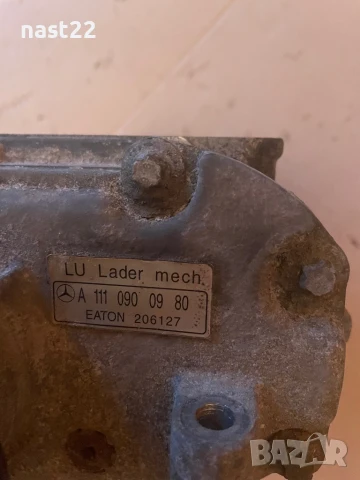 nast22
LU Lader mech.
A 111 090 09 80
EATON 206127
BAZAR